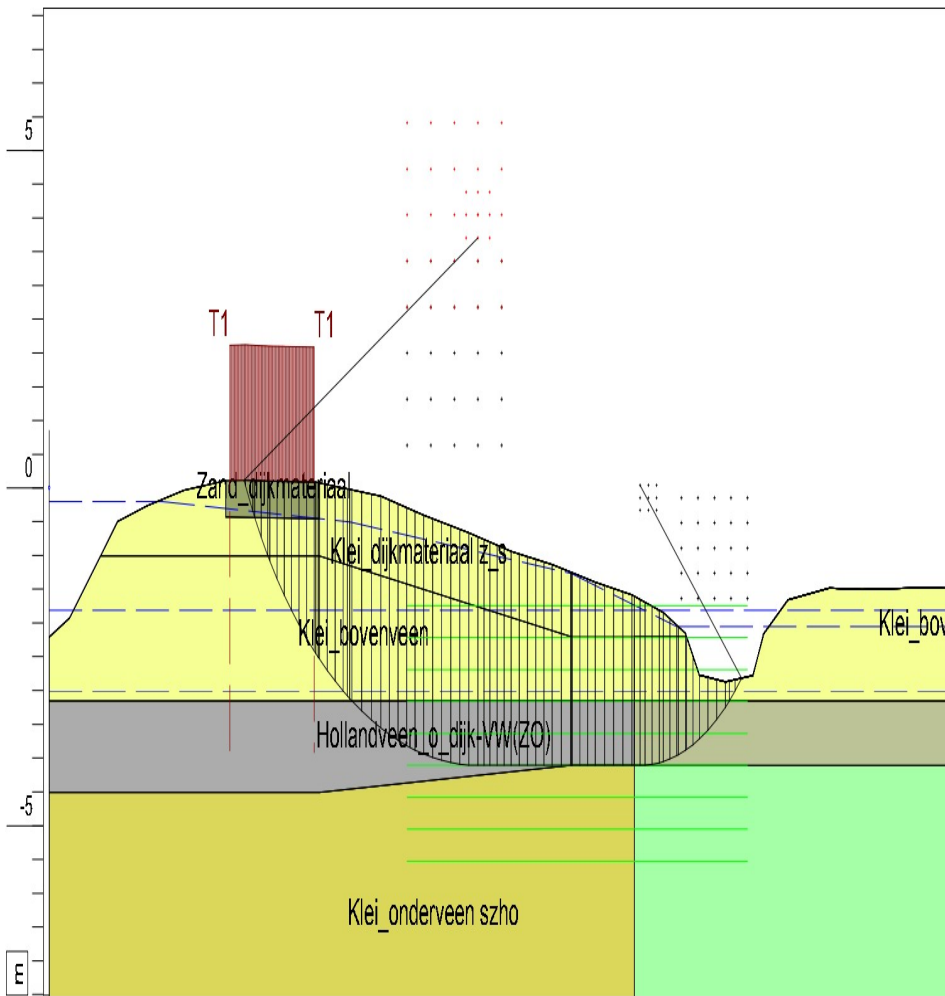 5
T1
T1
0
Zand_dijkmateriaal
Klei_dijkmateriaal z_s
Klei_bovenveen
Klei_bov
Hollandveen_o_dijk-VW(ZO)
-5
Klei_onderveen szho
m